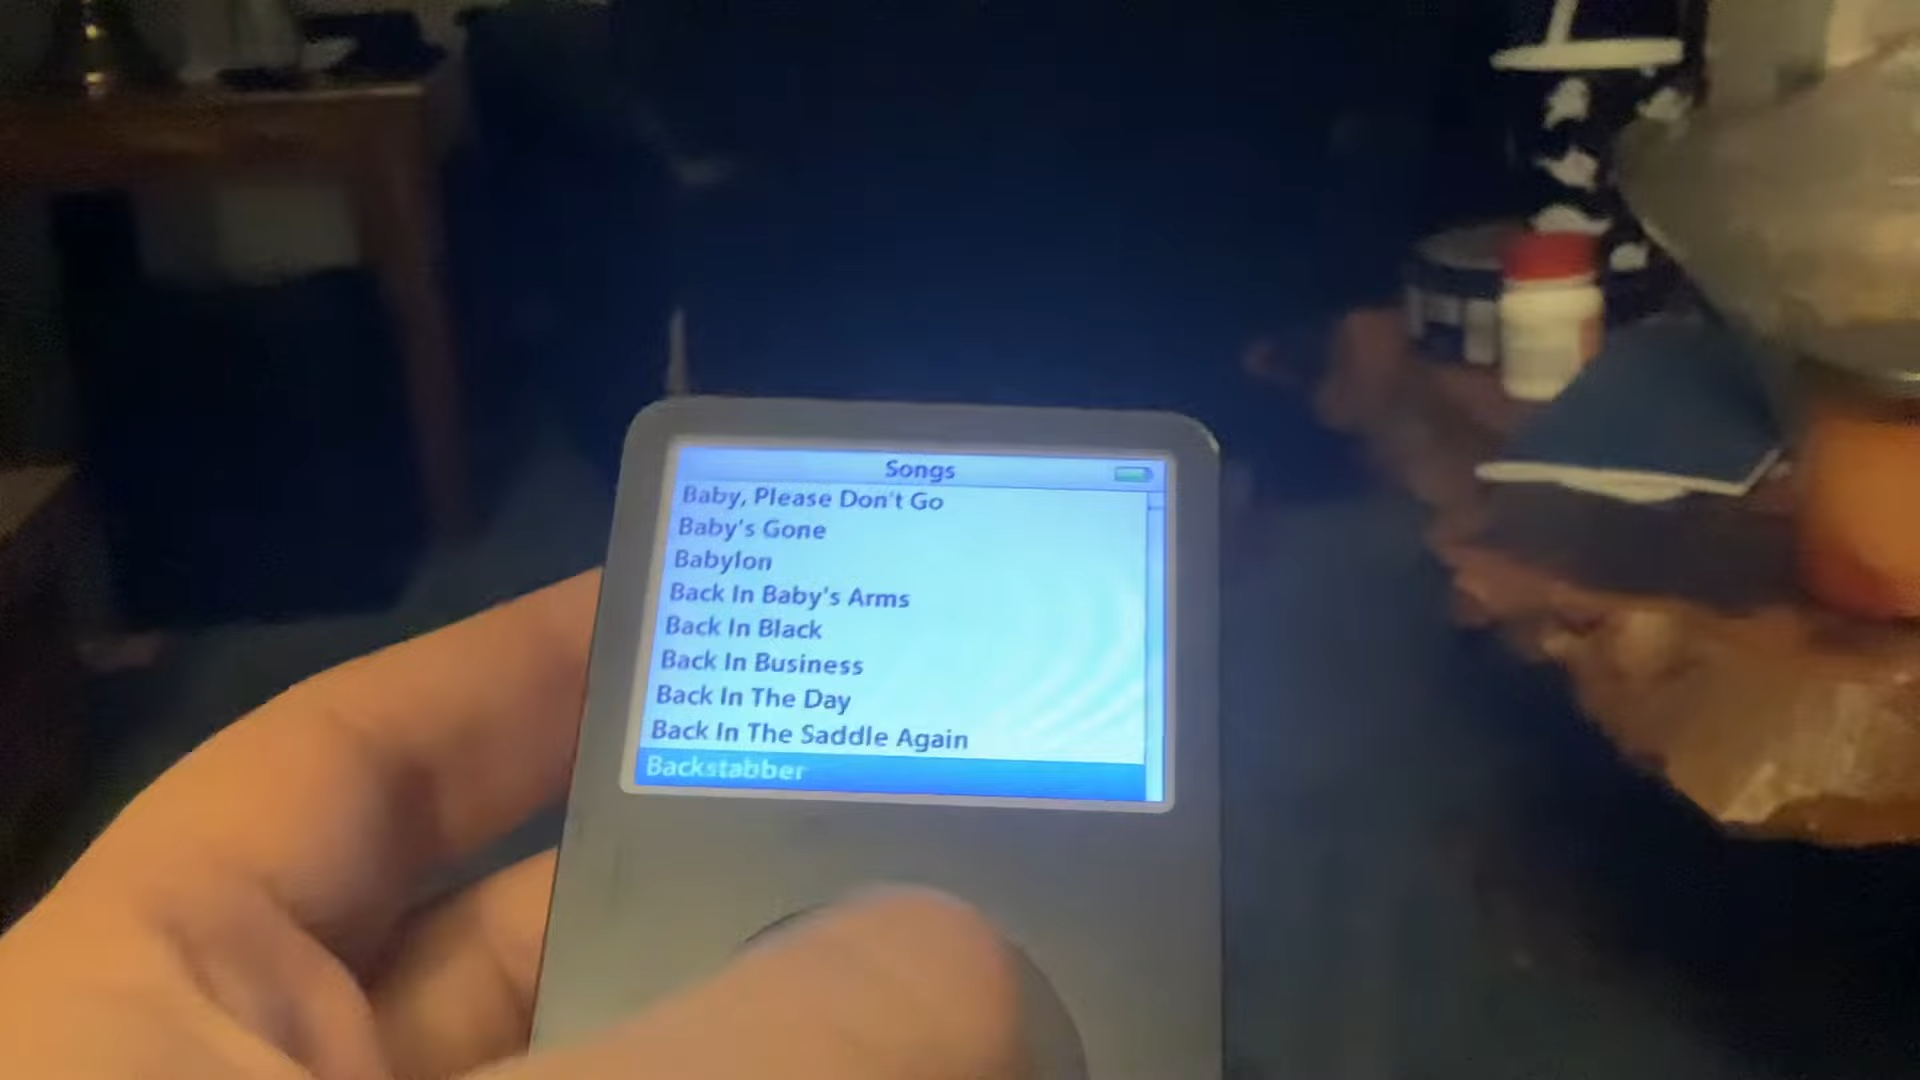 Songs
Baby, Please Don't Go
Baby's Gone
Babylon
Back In Baby's Arms
Back In Black
Back In Business
Back In The Day
Back In The Saddle Again
Backstabber